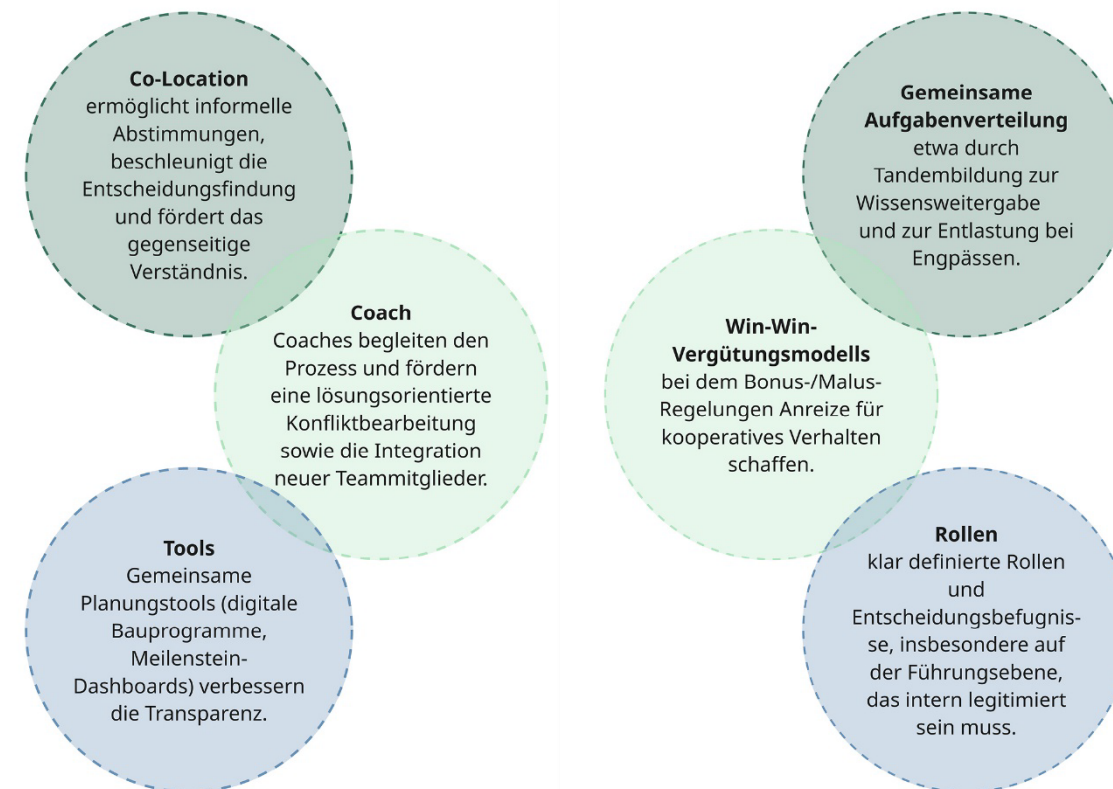 Co-Location
ermöglicht informelle
Abstimmungen,
beschleunigt die
Entscheidungsfindung
und fördert das
gegenseitige
Verständnis.
Coach
Coaches begleiten den
Prozess und fördern
eine lösungsorientierte
Konfliktbearbeitung
sowie die Integration
neuer Teammitglieder.
Tools
Gemeinsame
Planungstools (digitale
Bauprogramme,
Meilenstein-
Dashboards) verbessern
die Transparenz.
Gemeinsame
Aufgabenverteilung
etwa durch
Tandembildung zur
Wissensweitergabe
und zur Entlastung bei
Engpässen.
Win-Win-
Vergütungsmodells
bei dem Bonus-/Malus-
Regelungen Anreize für
kooperatives Verhalten
schaffen.
Rollen
klar definierte Rollen
und
Entscheidungsbefugnis-
se, insbesondere auf
der Führungsebene,
das intern legitimiert
sein muss.